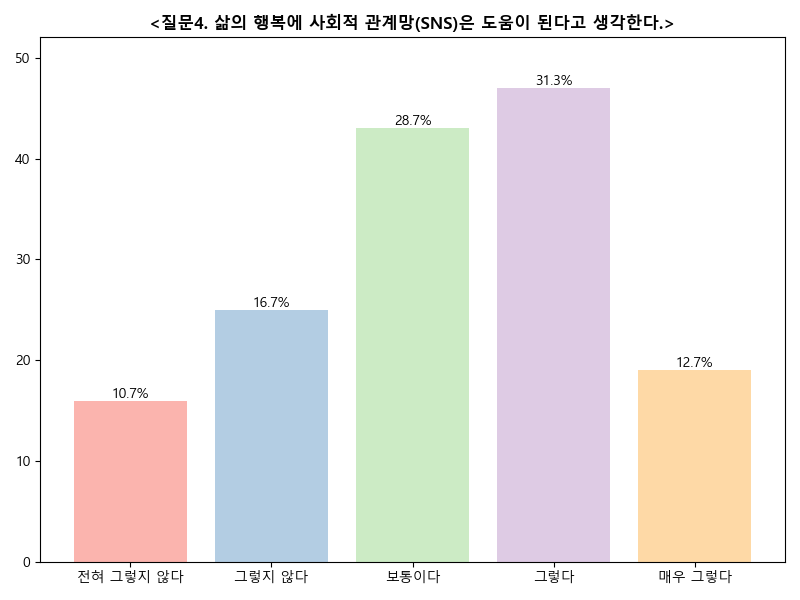 <질문4. 삶의 행복에 사회적 관계망(SNS)은 도움이 된다고 생각한다.>
50
40
30
20
10
0
10.7%
16.7%
28.7%
31.3%
12.7%
전혀 그렇지 않다
그렇지 않다
보통이다
그렇다
매우 그렇다